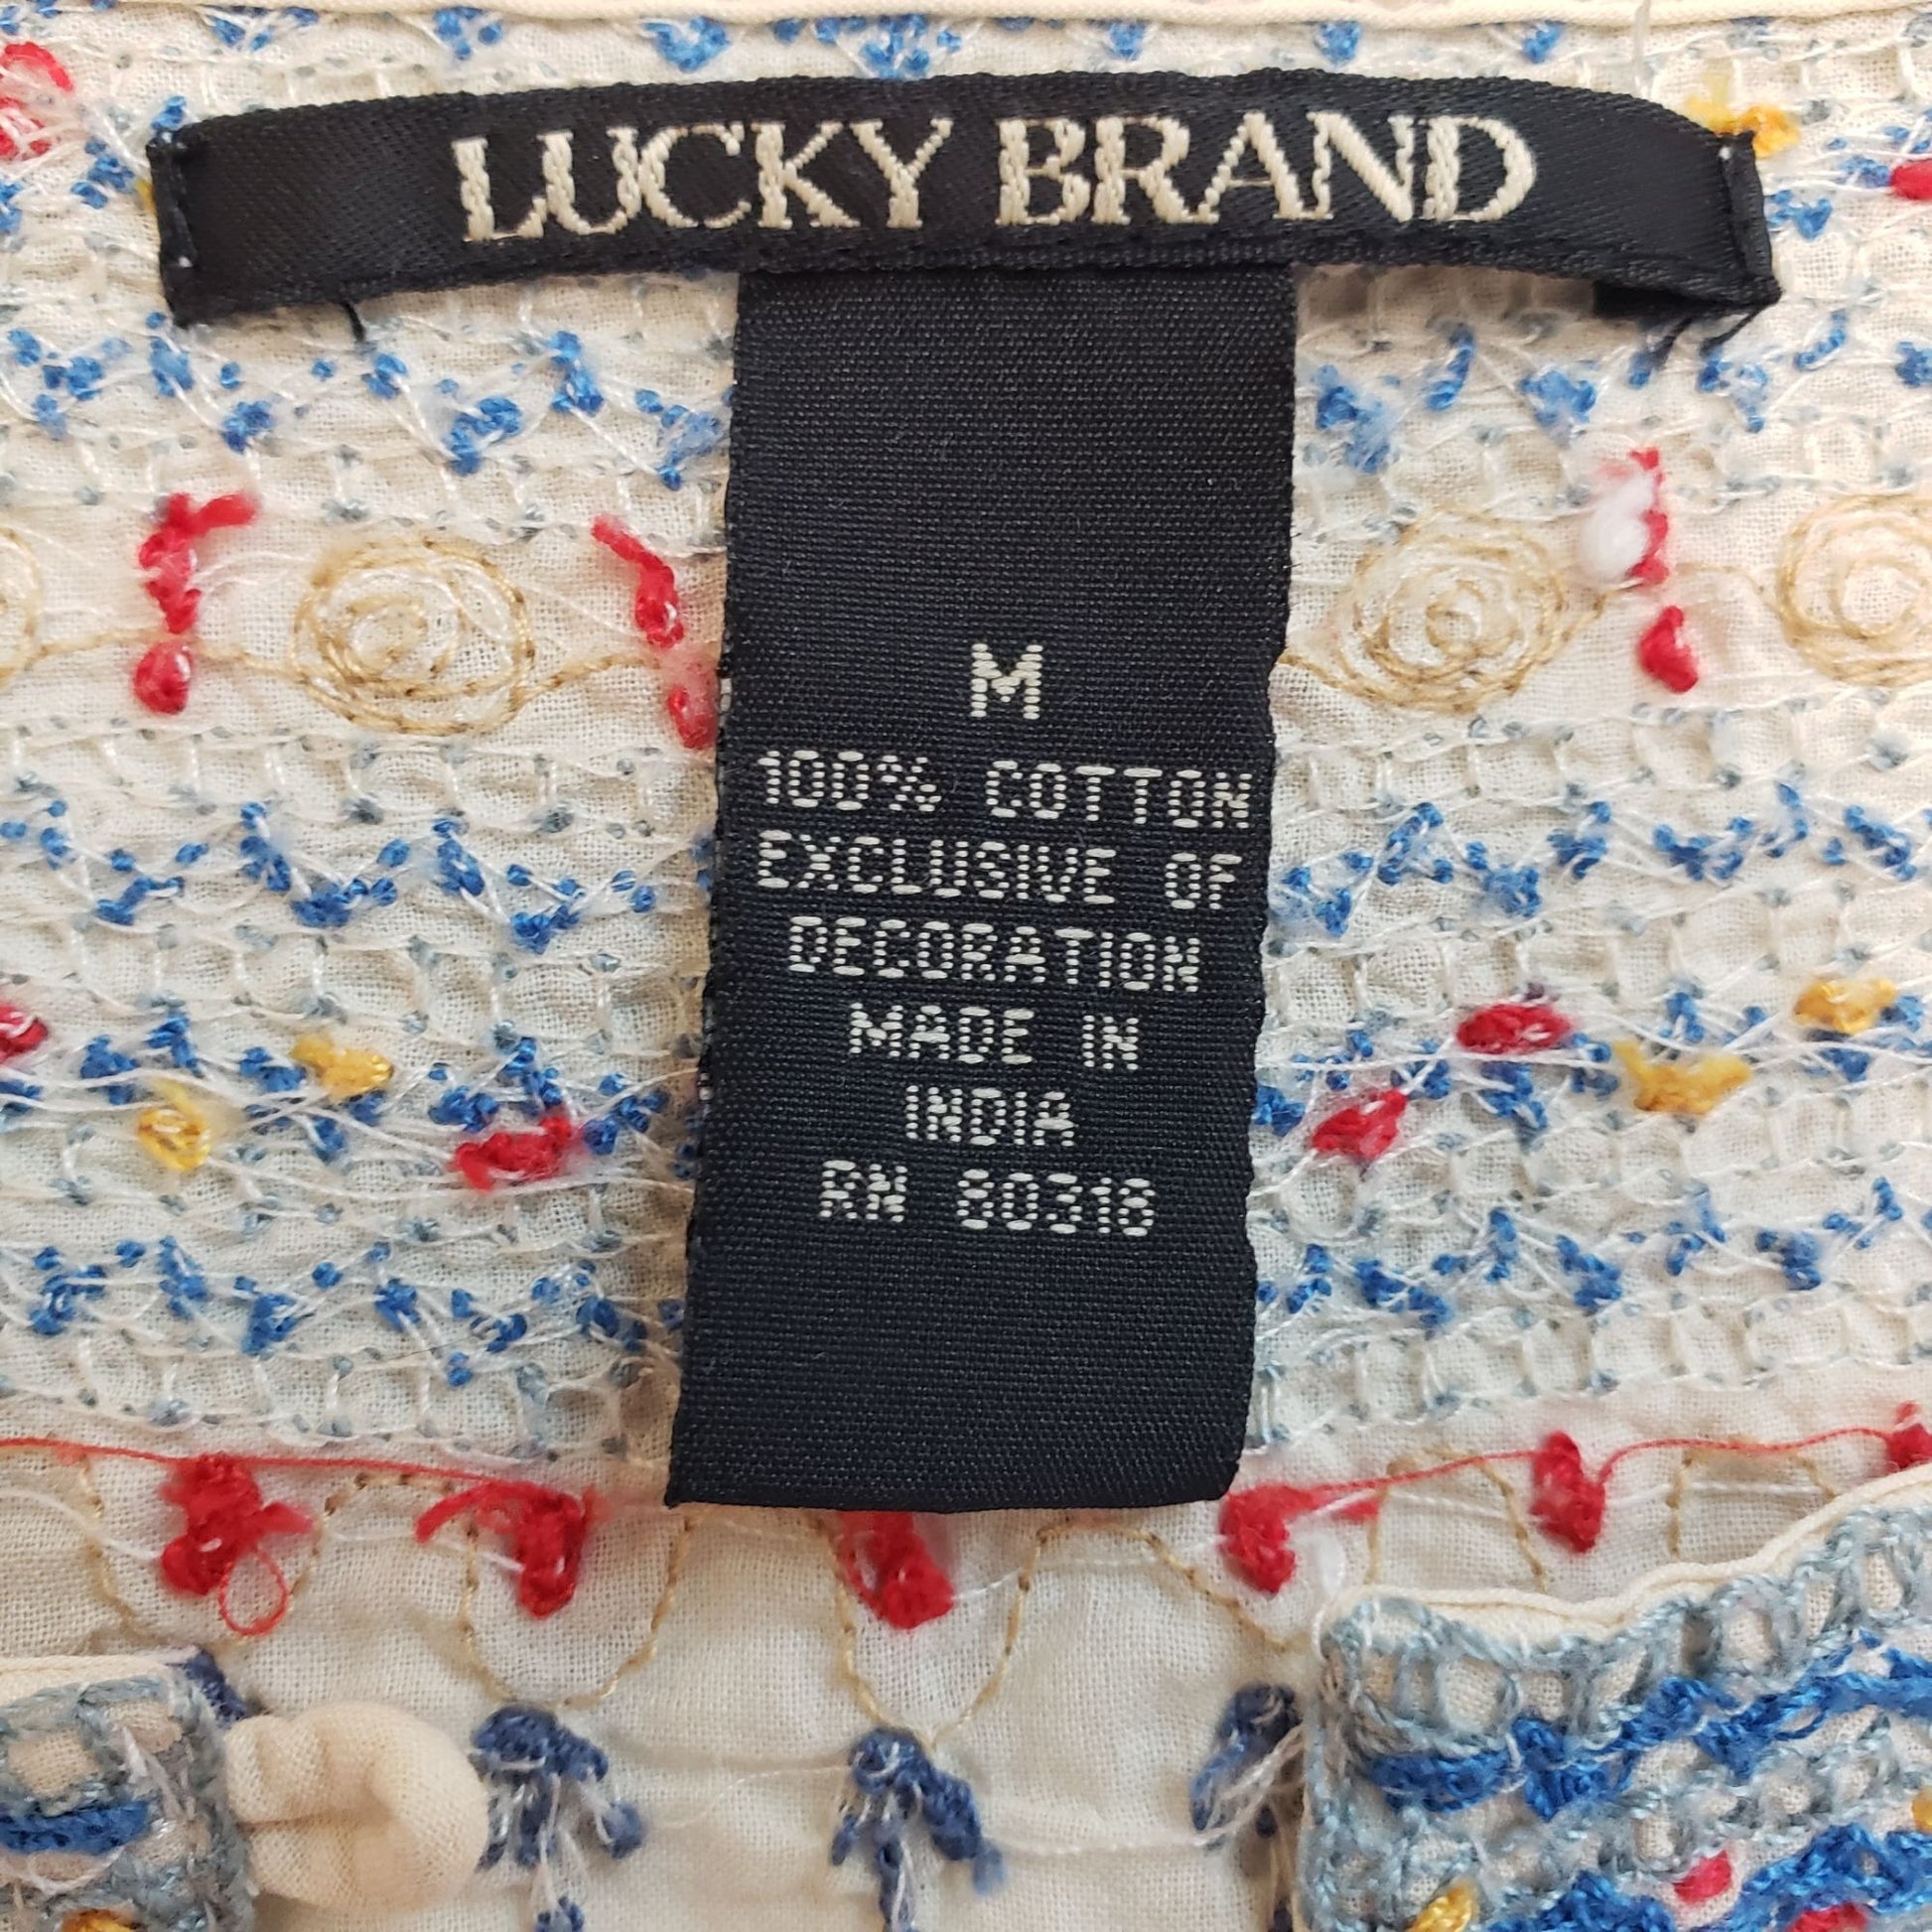 LUCKY BRAND
M
100% COTTON
EXCLUSIVE OF
DECORATION
MADE IN
INDIA
RN 80318